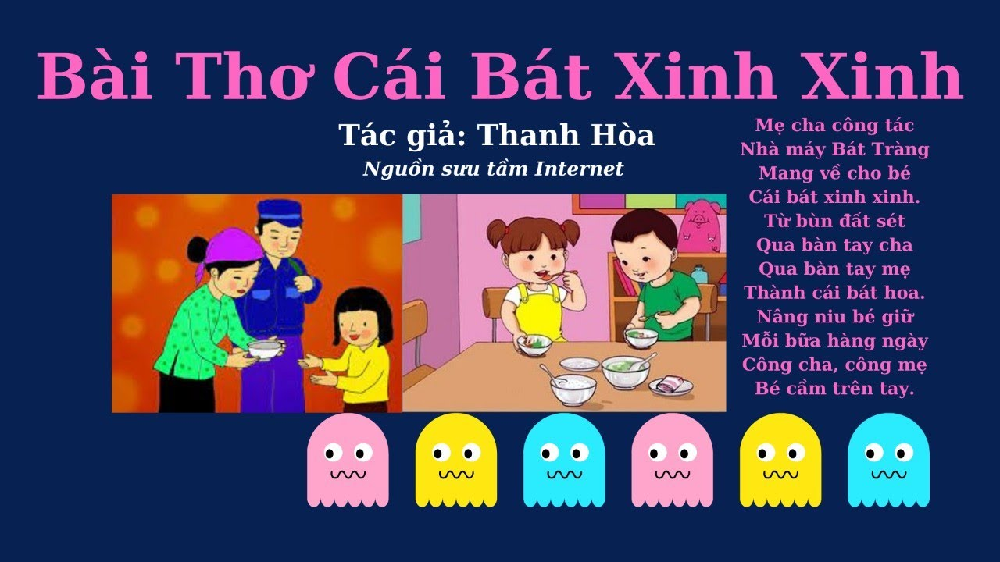 Bài Thơ Cái Bát Xinh Xinh
Tác giả: Thanh Hòa
Nguồn sưu tầm Internet
Mẹ cha công tác
Nhà máy Bát Tràng
Mang về cho bé
Cái bát xinh xinh.
Từ bùn đất sét
Qua bàn tay cha
Qua bàn tay mẹ
Thành cái bát hoa.
Nâng niu bé giữ
Mỗi bữa hàng ngày
Công cha, công mẹ
Bé cầm trên tay.